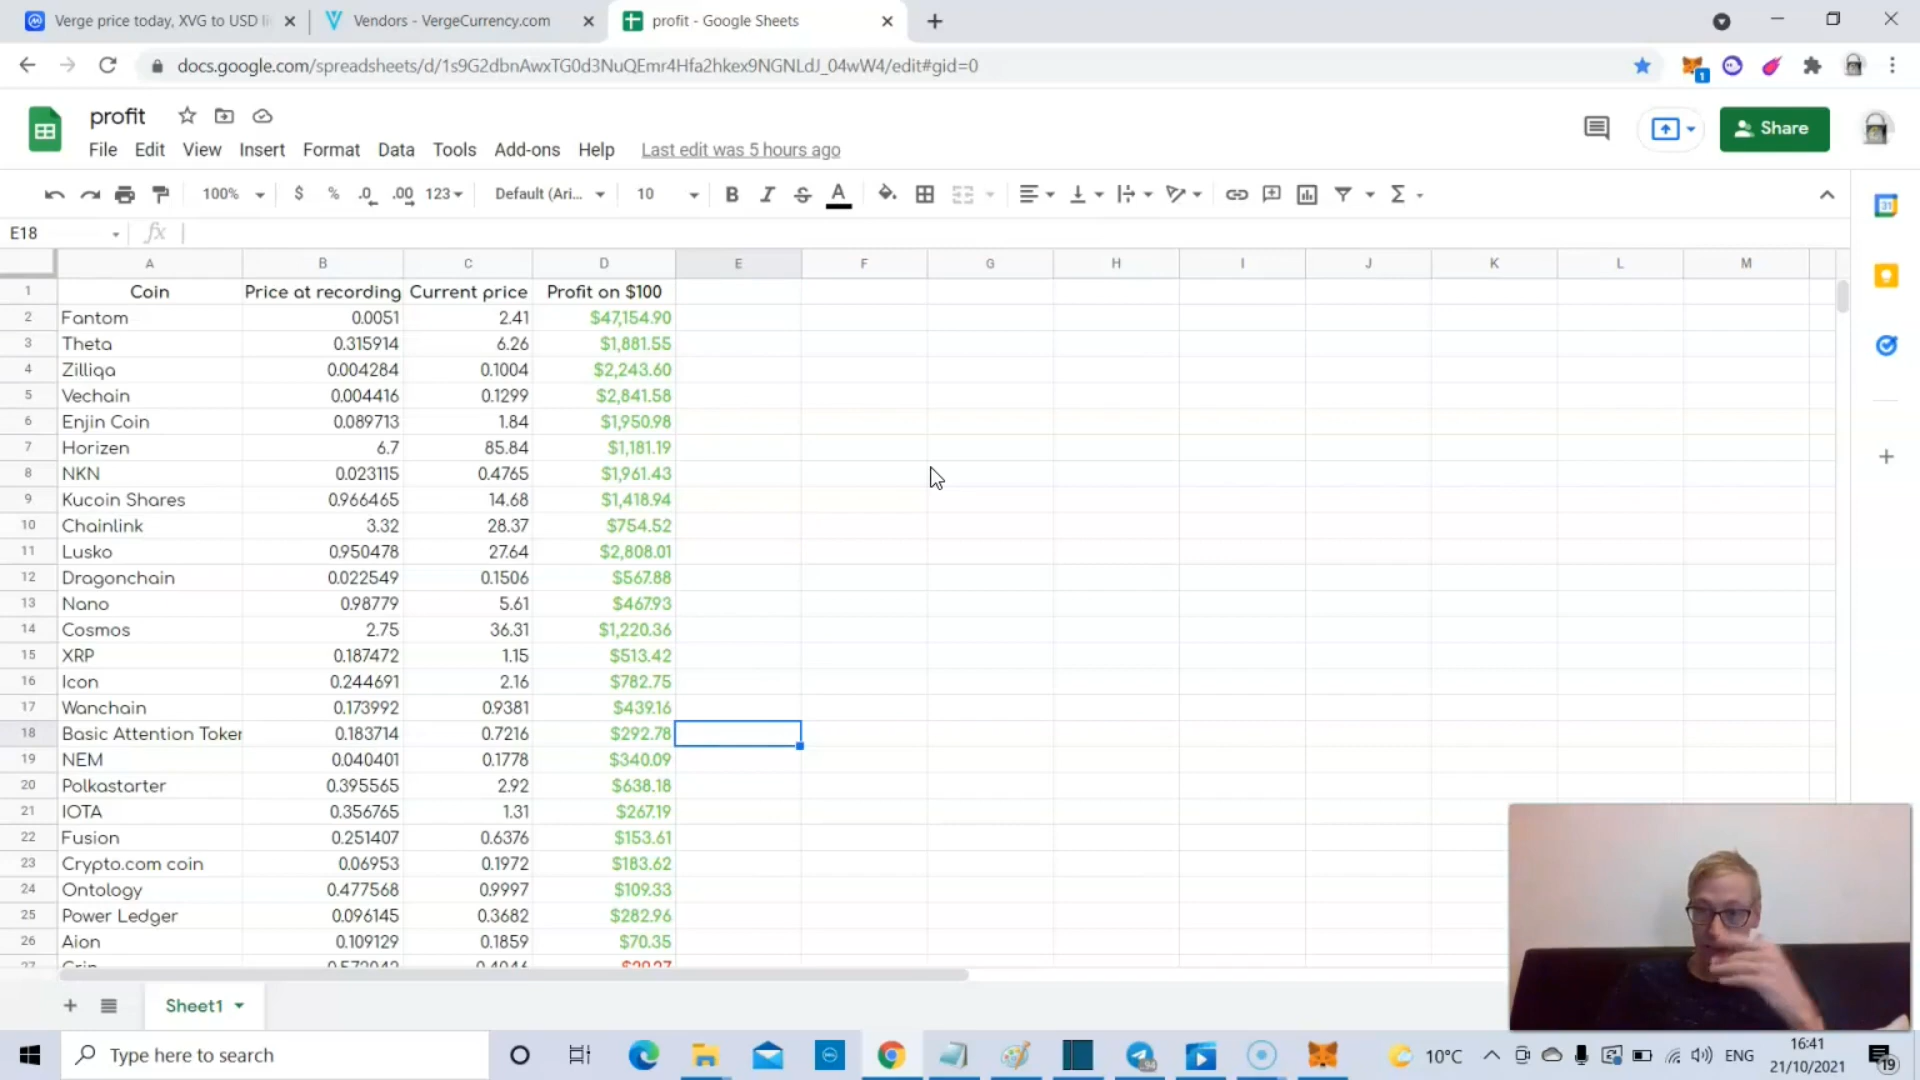 Verge price today, XVG to USD li
Vendors - VergeCurrency.com
profit - Google Sheets
docs.google.com/spreadsheets/d/1s9G2dbnAwxTG0d3NuQEmr4Hfa2hkex9NGNLdJ_04wW4/edit#gid=0
1
profit
File Edit View Insert Format Data Tools Add-ons Help Last edit was 5 hours ago
Share
100% $ % .0 .00 123 Default (Ari... 10 B I S A Σ
31
E18 fx
A B C D E F G H I J K L M
1 Coin Price at recording Current price Profit on $100
2 Fantom 0.0051 2.41 $47,154.90
3 Theta 0.315914 6.26 $1,881.55
4 Zilliqa 0.004284 0.1004 $2,243.60
5 Vechain 0.004416 0.1299 $2,841.58
6 Enjin Coin 0.089713 1.84 $1,950.98
7 Horizen 6.7 85.84 $1,181.19
8 NKN 0.023115 0.4765 $1,961.43
9 Kucoin Shares 0.966465 14.68 $1,418.94
10 Chainlink 3.32 28.37 $754.52
11 Lusko 0.950478 27.64 $2,808.01
12 Dragonchain 0.022549 0.1506 $567.88
13 Nano 0.98779 5.61 $467.93
14 Cosmos 2.75 36.31 $1,220.36
15 XRP 0.187472 1.15 $513.42
16 Icon 0.244691 2.16 $782.75
17 Wanchain 0.173992 0.9381 $439.16
18 Basic Attention Token 0.183714 0.7216 $292.78
19 NEM 0.040401 0.1778 $340.09
20 Polkastarter 0.395565 2.92 $638.18
21 IOTA 0.356765 1.31 $267.19
22 Fusion 0.251407 0.6376 $153.61
23 Crypto.com coin 0.06953 0.1972 $183.62
24 Ontology 0.477568 0.9997 $109.33
25 Power Ledger 0.096145 0.3682 $282.96
26 Aion 0.109129 0.1859 $70.35
27 Grin
Sheet1
Type here to search
10°C
ENG
16:41
21/10/2021
19